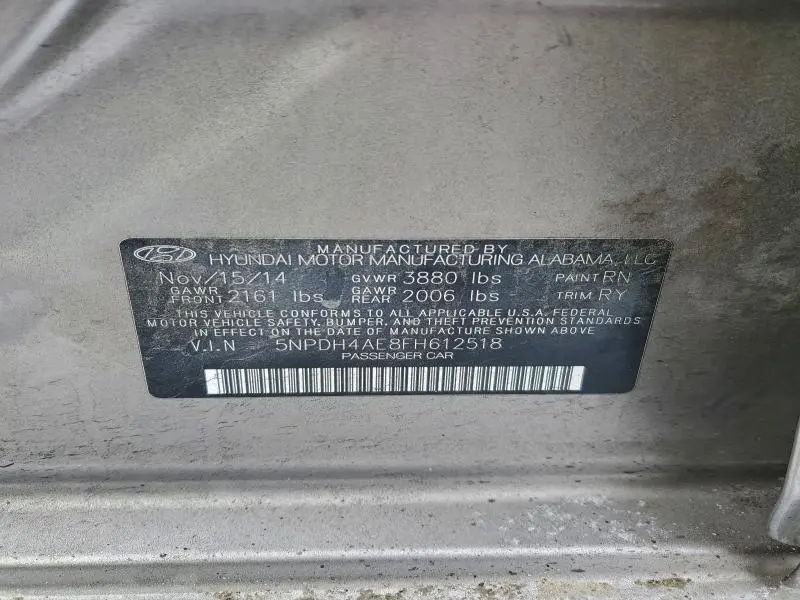 MANUFACTURED BY
HYUNDAI MOTOR MANUFACTURING ALABAMA, LLC
Nov/15/14 GVWR 3880 lbs PAINT RN
GAWR FRONT 2161 lbs GAWR REAR 2006 lbs TRIM RY
THIS VEHICLE CONFORMS TO ALL APPLICABLE U.S.A. FEDERAL
MOTOR VEHICLE SAFETY, BUMPER, AND THEFT PREVENTION STANDARDS
IN EFFECT ON THE DATE OF MANUFACTURE SHOWN ABOVE
V.I.N 5NPDH4AE8FH612518
PASSENGER CAR